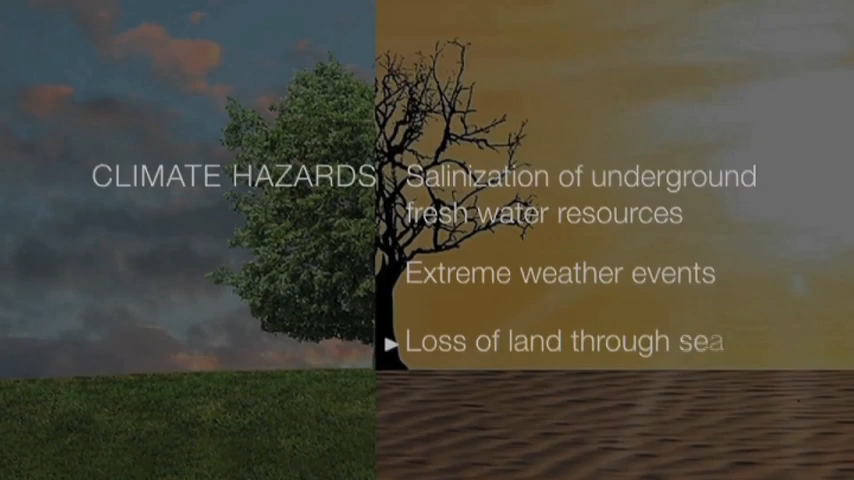 CLIMATE HAZARDS
Salinization of underground
fresh water resources
Extreme weather events
Loss of land through sea